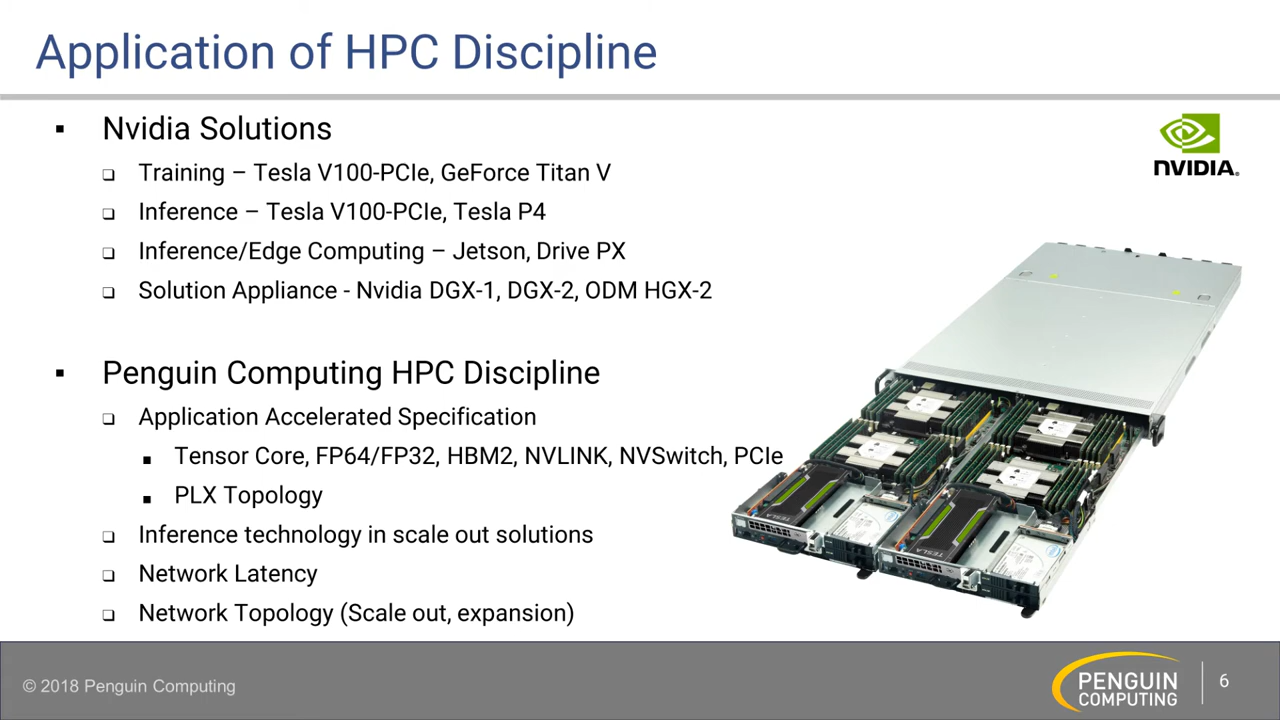 Application of HPC Discipline
▪ Nvidia Solutions
❑ Training – Tesla V100-PCIe, GeForce Titan V
❑ Inference – Tesla V100-PCIe, Tesla P4
❑ Inference/Edge Computing – Jetson, Drive PX
❑ Solution Appliance - Nvidia DGX-1, DGX-2, ODM HGX-2
NVIDIA®
▪ Penguin Computing HPC Discipline
❑ Application Accelerated Specification
■ Tensor Core, FP64/FP32, HBM2, NVLINK, NVSwitch, PCIe
■ PLX Topology
❑ Inference technology in scale out solutions
❑ Network Latency
❑ Network Topology (Scale out, expansion)
TESLA
TESLA
© 2018 Penguin Computing
PENGUIN
COMPUTING
6